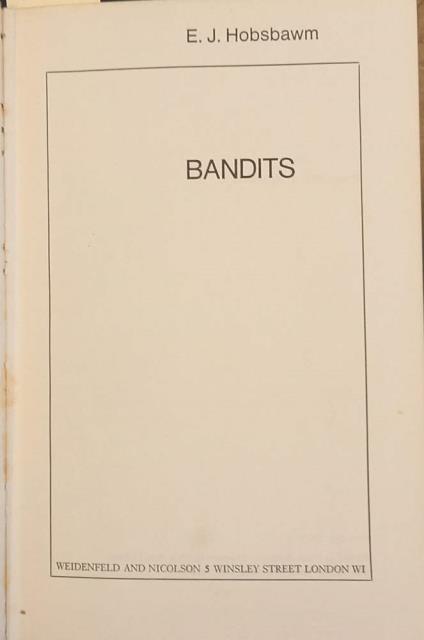 E. J. Hobsbawm
BANDITS
WEIDENFELD AND NICOLSON 5 WINSLEY STREET LONDON WI